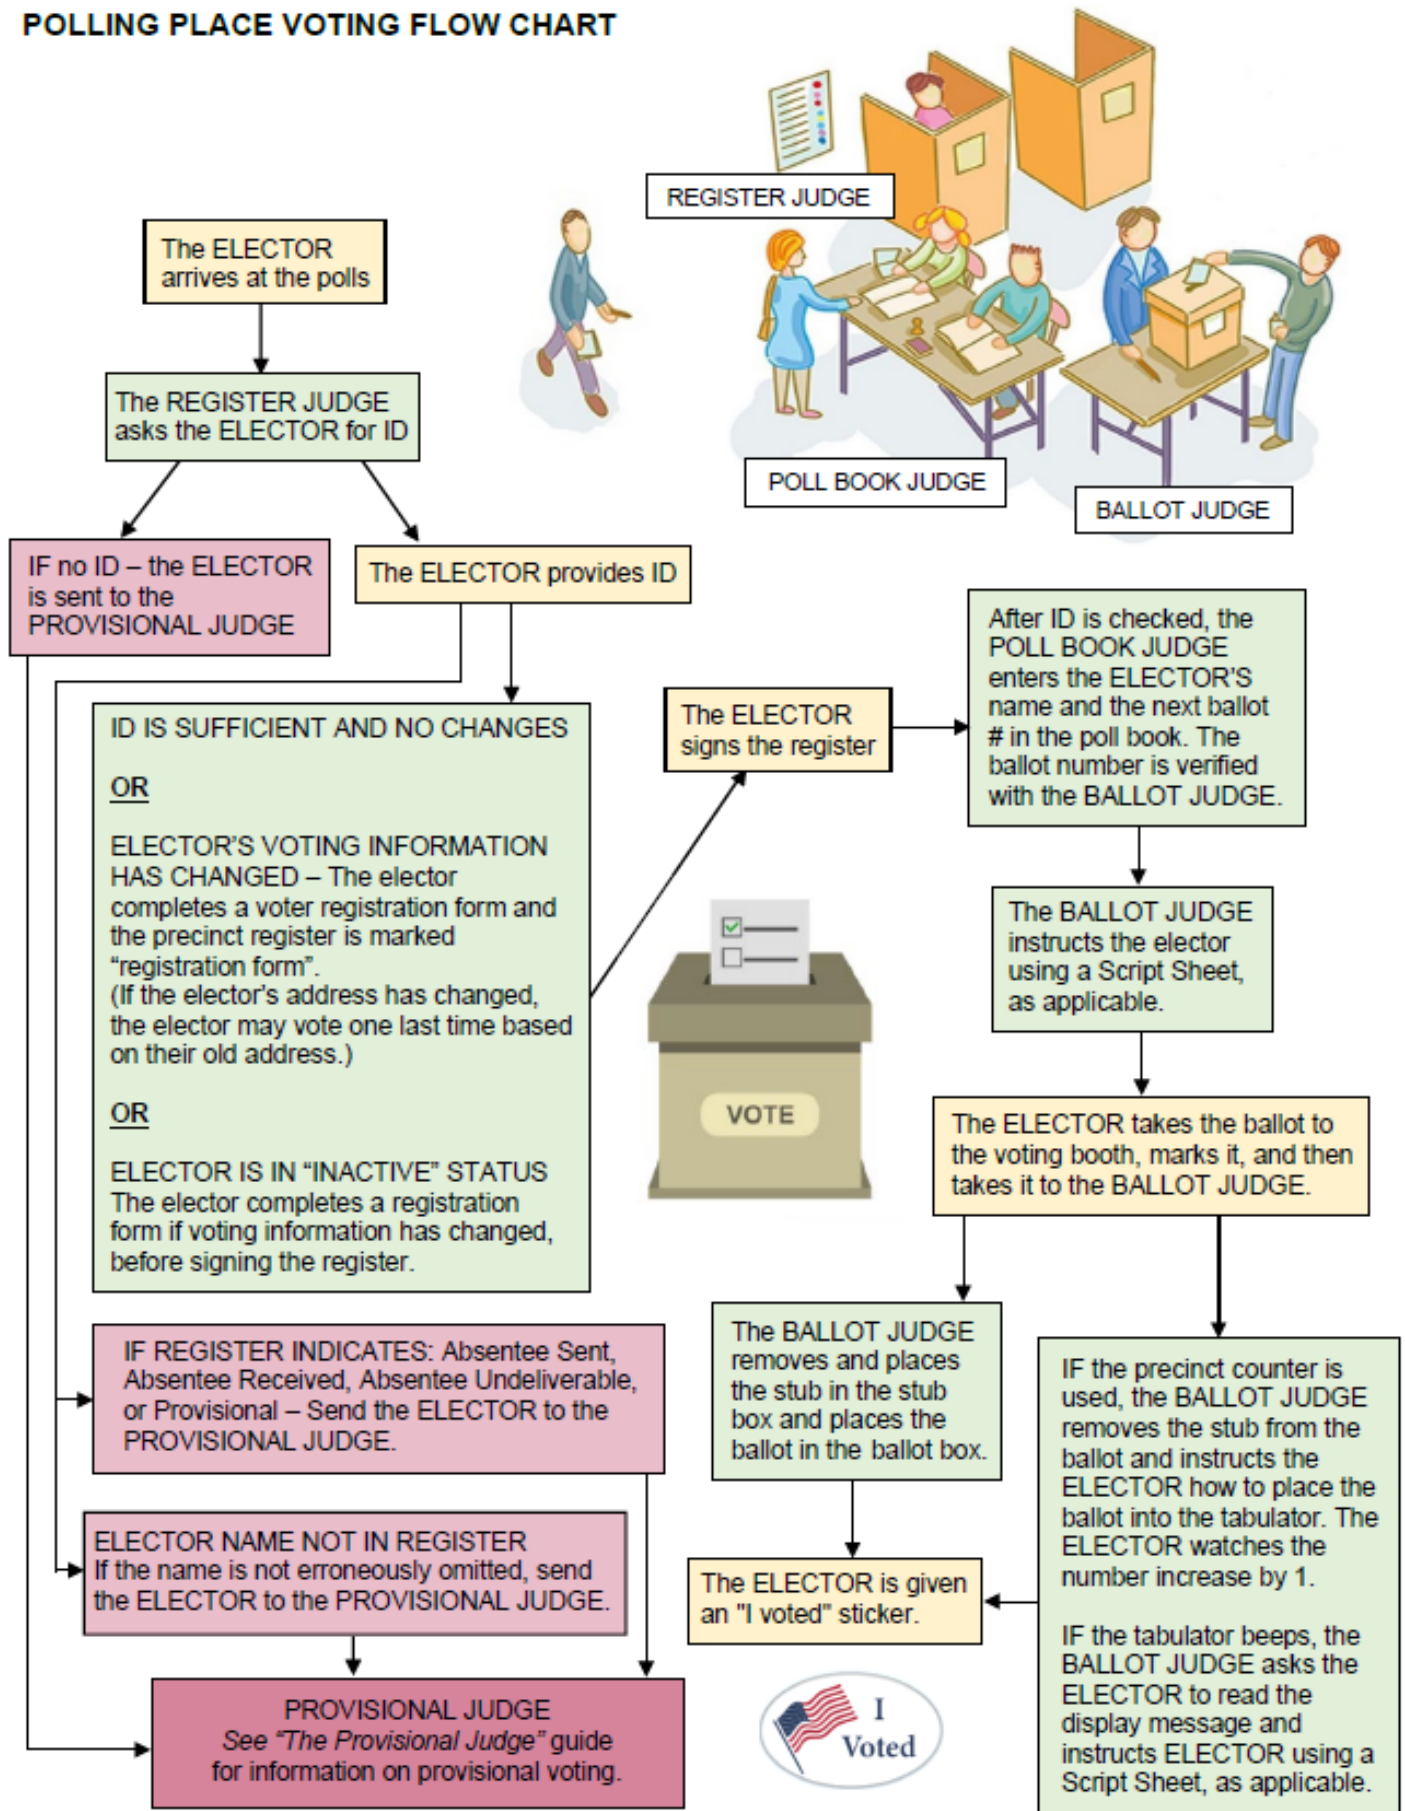 POLLING PLACE VOTING FLOW CHART
REGISTER JUDGE
POLL BOOK JUDGE
BALLOT JUDGE
The ELECTOR
arrives at the polls
The REGISTER JUDGE
asks the ELECTOR for ID
IF no ID – the ELECTOR
is sent to the
PROVISIONAL JUDGE
The ELECTOR provides ID
ID IS SUFFICIENT AND NO CHANGES
OR
ELECTOR'S VOTING INFORMATION
HAS CHANGED – The elector
completes a voter registration form and
the precinct register is marked
“registration form”.
(If the elector's address has changed,
the elector may vote one last time based
on their old address.)
OR
ELECTOR IS IN “INACTIVE” STATUS
The elector completes a registration
form if voting information has changed,
before signing the register.
IF REGISTER INDICATES: Absentee Sent,
Absentee Received, Absentee Undeliverable,
or Provisional – Send the ELECTOR to the
PROVISIONAL JUDGE.
ELECTOR NAME NOT IN REGISTER
If the name is not erroneously omitted, send
the ELECTOR to the PROVISIONAL JUDGE.
PROVISIONAL JUDGE
See “The Provisional Judge” guide
for information on provisional voting.
The ELECTOR
signs the register
After ID is checked, the
POLL BOOK JUDGE
enters the ELECTOR'S
name and the next ballot
# in the poll book. The
ballot number is verified
with the BALLOT JUDGE.
The BALLOT JUDGE
instructs the elector
using a Script Sheet,
as applicable.
VOTE
The ELECTOR takes the ballot to
the voting booth, marks it, and then
takes it to the BALLOT JUDGE.
The BALLOT JUDGE
removes and places
the stub in the stub
box and places the
ballot in the ballot box.
IF the precinct counter is
used, the BALLOT JUDGE
removes the stub from the
ballot and instructs the
ELECTOR how to place the
ballot into the tabulator. The
ELECTOR watches the
number increase by 1.
IF the tabulator beeps, the
BALLOT JUDGE asks the
ELECTOR to read the
display message and
instructs ELECTOR using a
Script Sheet, as applicable.
The ELECTOR is given
an "I voted" sticker.
I
Voted